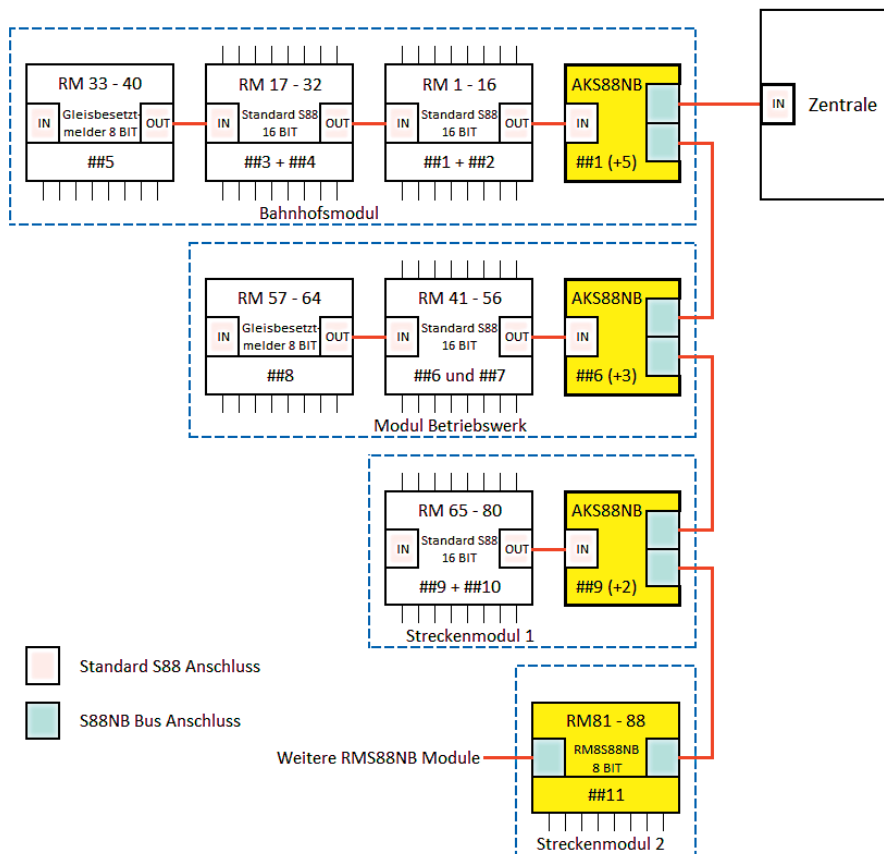 RM 33 - 40
IN
Gleisbesetzt-
melder 8 BIT
OUT
##5
RM 17 - 32
IN
Standard S88
16 BIT
OUT
##3 + ##4
RM 1 - 16
IN
Standard S88
16 BIT
OUT
##1 + ##2
AKS88NB
IN
##1 (+5)
IN
Zentrale
Bahnhofsmodul
RM 57 - 64
IN
Gleisbesetzt-
melder 8 BIT
OUT
##8
RM 41 - 56
IN
Standard S88
16 BIT
OUT
##6 und ##7
AKS88NB
IN
##6 (+3)
Modul Betriebswerk
RM 65 - 80
IN
Standard S88
16 BIT
OUT
##9 + ##10
AKS88NB
IN
##9 (+2)
Streckenmodul 1
Standard S88 Anschluss
S88NB Bus Anschluss
Weitere RMS88NB Module
RM81 - 88
RM8S88NB
8 BIT
##11
Streckenmodul 2